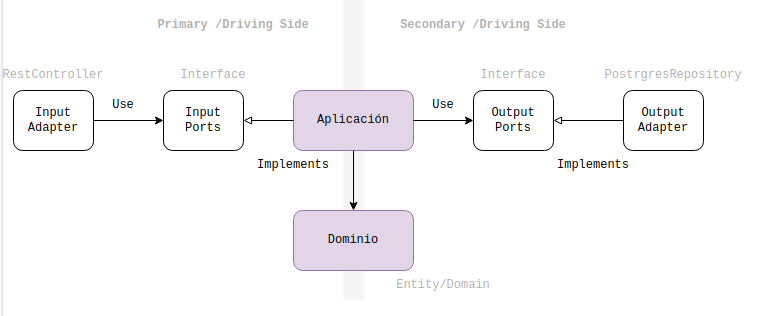 Primary /Driving Side
Secondary /Driving Side
RestController
Interface
Interface
PostrgresRepository
Input
Adapter
Use
Input
Ports
Aplicación
Use
Output
Ports
Output
Adapter
Implements
Implements
Dominio
Entity/Domain